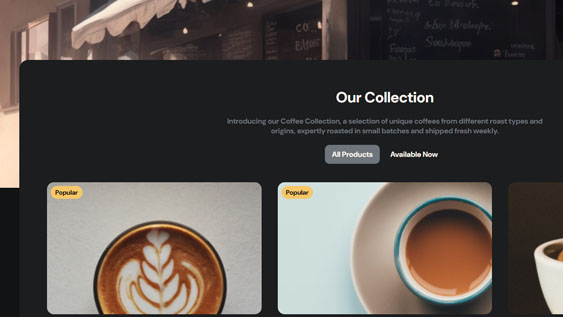 Our Collection
Introducing our Coffee Collection, a selection of unique coffees from different roast types and
origins, expertly roasted in small batches and shipped fresh weekly.
All Products
Available Now
Popular
Popular